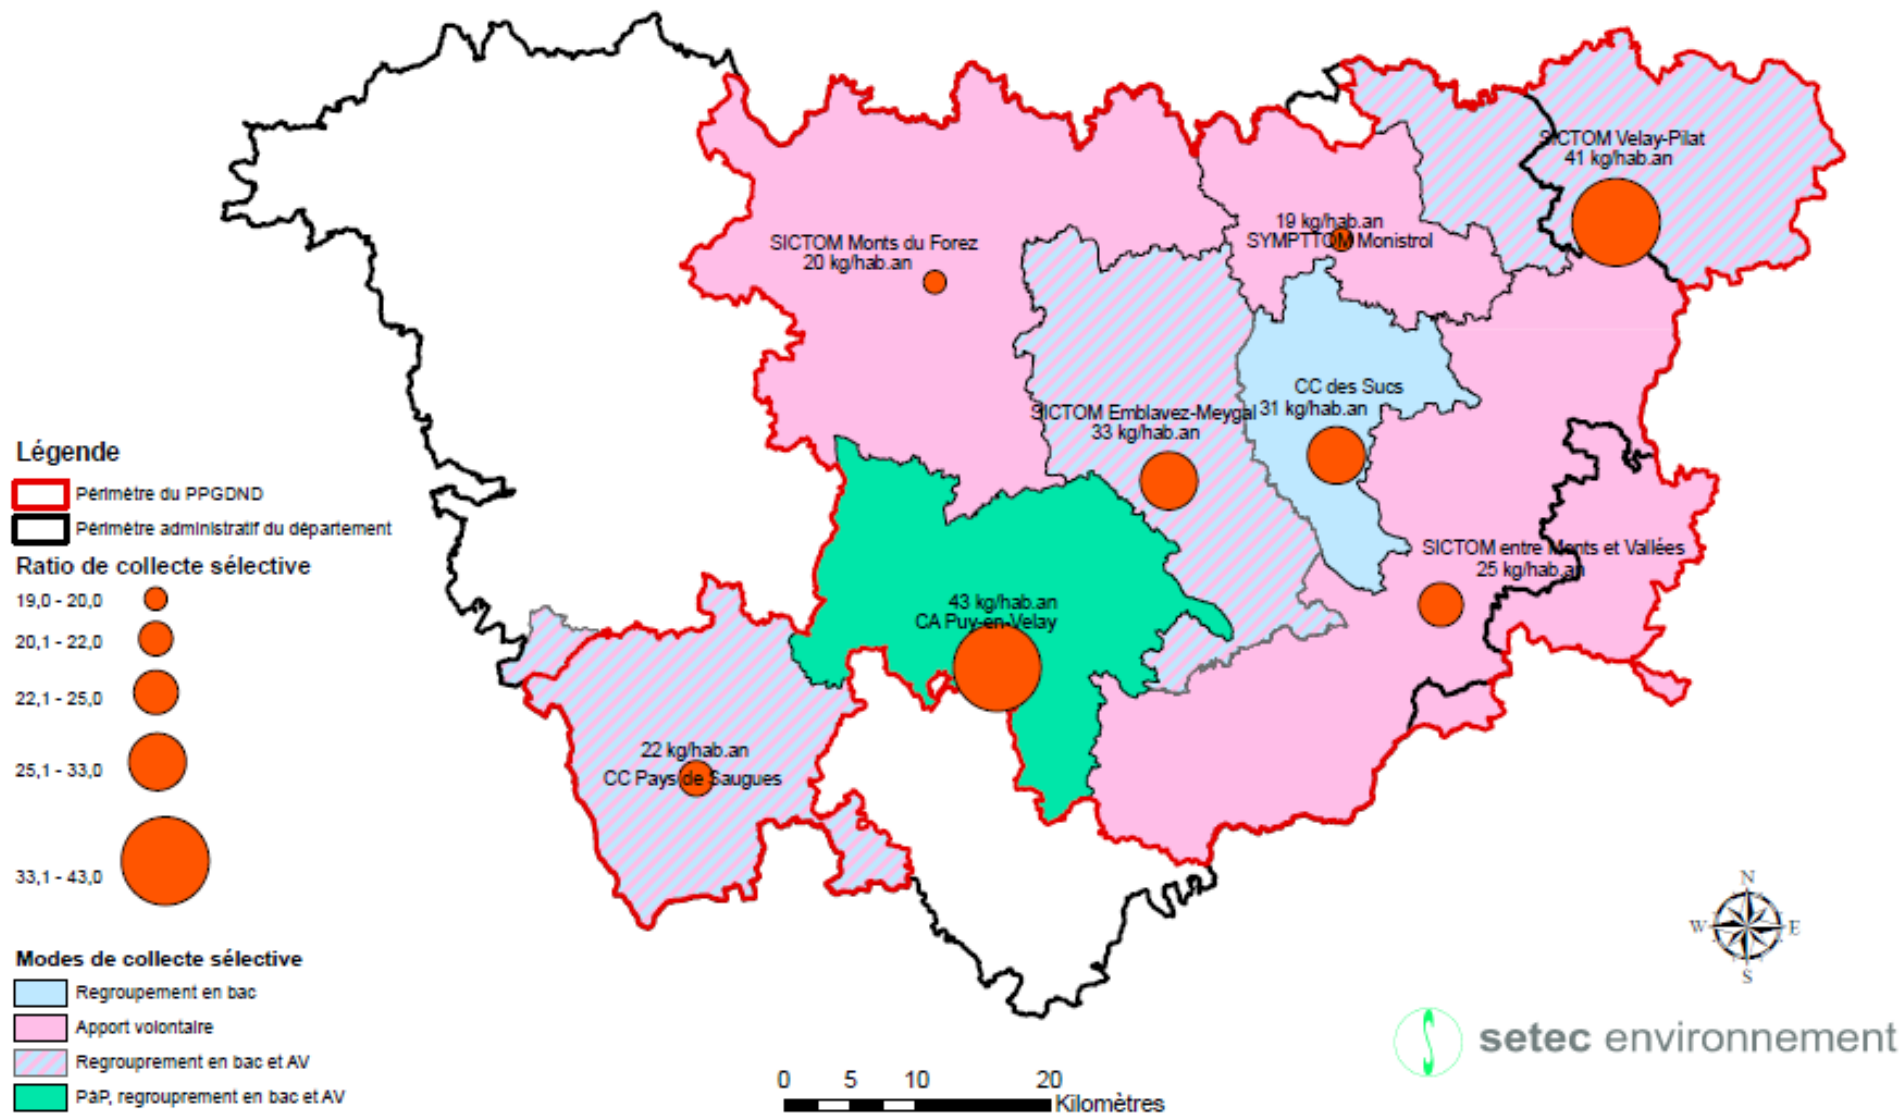 SICTOM Velay-Pilat
41 kg/hab.an
19 kg/hab.an
SYMPTTOM Monistrol
SICTOM Monts du Forez
20 kg/hab.an
CC des Sucs
31 kg/hab.an
SICTOM Emblavez-Meygal
33 kg/hab.an
SICTOM entre Monts et Vallées
25 kg/hab.an
43 kg/hab.an
CA Puy-en-Velay
22 kg/hab.an
CC Pays de Saugues
Légende
Périmètre du PPGDND
Périmètre administratif du département
Ratio de collecte sélective
19,0 - 20,0
20,1 - 22,0
22,1 - 25,0
25,1 - 33,0
33,1 - 43,0
Modes de collecte sélective
Regroupement en bac
Apport volontaire
Regrouprement en bac et AV
PàP, regrouprement en bac et AV
0 5 10 20
Kilomètres
N
W E
S
setec environnement